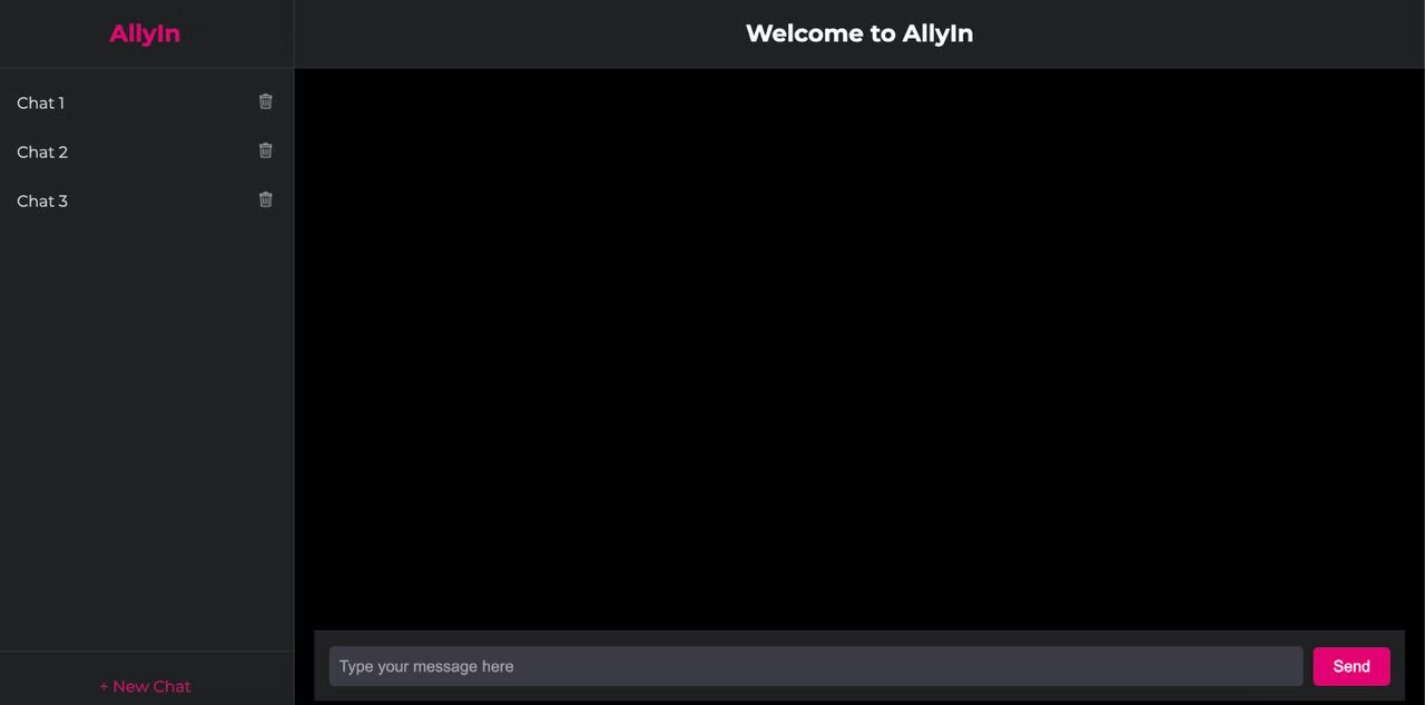 AllyIn
Welcome to AllyIn
Chat 1
Chat 2
Chat 3
Type your message here
Send
+ New Chat